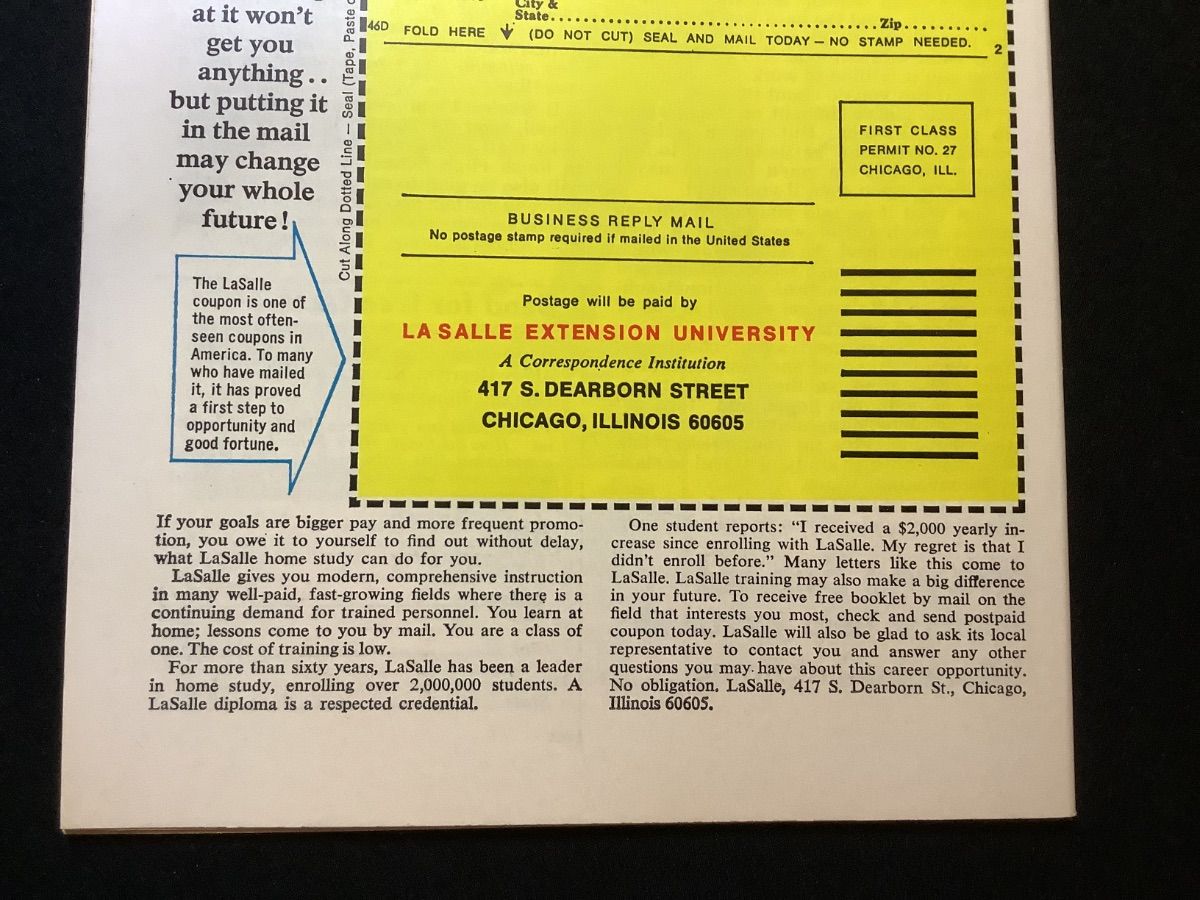 at it won't
get you
anything..
but putting it
in the mail
may change
your whole
future!
The LaSalle
coupon is one of
the most often-
seen coupons in
America. To many
who have mailed
it, it has proved
a first step to
opportunity and
good fortune.
Cut Along Dotted Line – Seal (Tape, Paste
City &
State........ Zip........
46D FOLD HERE ↓ (DO NOT CUT) SEAL AND MAIL TODAY – NO STAMP NEEDED. 2
FIRST CLASS
PERMIT NO. 27
CHICAGO, ILL.
BUSINESS REPLY MAIL
No postage stamp required if mailed in the United States
Postage will be paid by
LA SALLE EXTENSION UNIVERSITY
A Correspondence Institution
417 S. DEARBORN STREET
CHICAGO, ILLINOIS 60605
If your goals are bigger pay and more frequent promo-
tion, you owe it to yourself to find out without delay,
what LaSalle home study can do for you.
LaSalle gives you modern, comprehensive instruction
in many well-paid, fast-growing fields where there is a
continuing demand for trained personnel. You learn at
home; lessons come to you by mail. You are a class of
one. The cost of training is low.
For more than sixty years, LaSalle has been a leader
in home study, enrolling over 2,000,000 students. A
LaSalle diploma is a respected credential.
One student reports: "I received a $2,000 yearly in-
crease since enrolling with LaSalle. My regret is that I
didn't enroll before." Many letters like this come to
LaSalle. LaSalle training may also make a big difference
in your future. To receive free booklet by mail on the
field that interests you most, check and send postpaid
coupon today. LaSalle will also be glad to ask its local
representative to contact you and answer any other
questions you may have about this career opportunity.
No obligation. LaSalle, 417 S. Dearborn St., Chicago,
Illinois 60605.